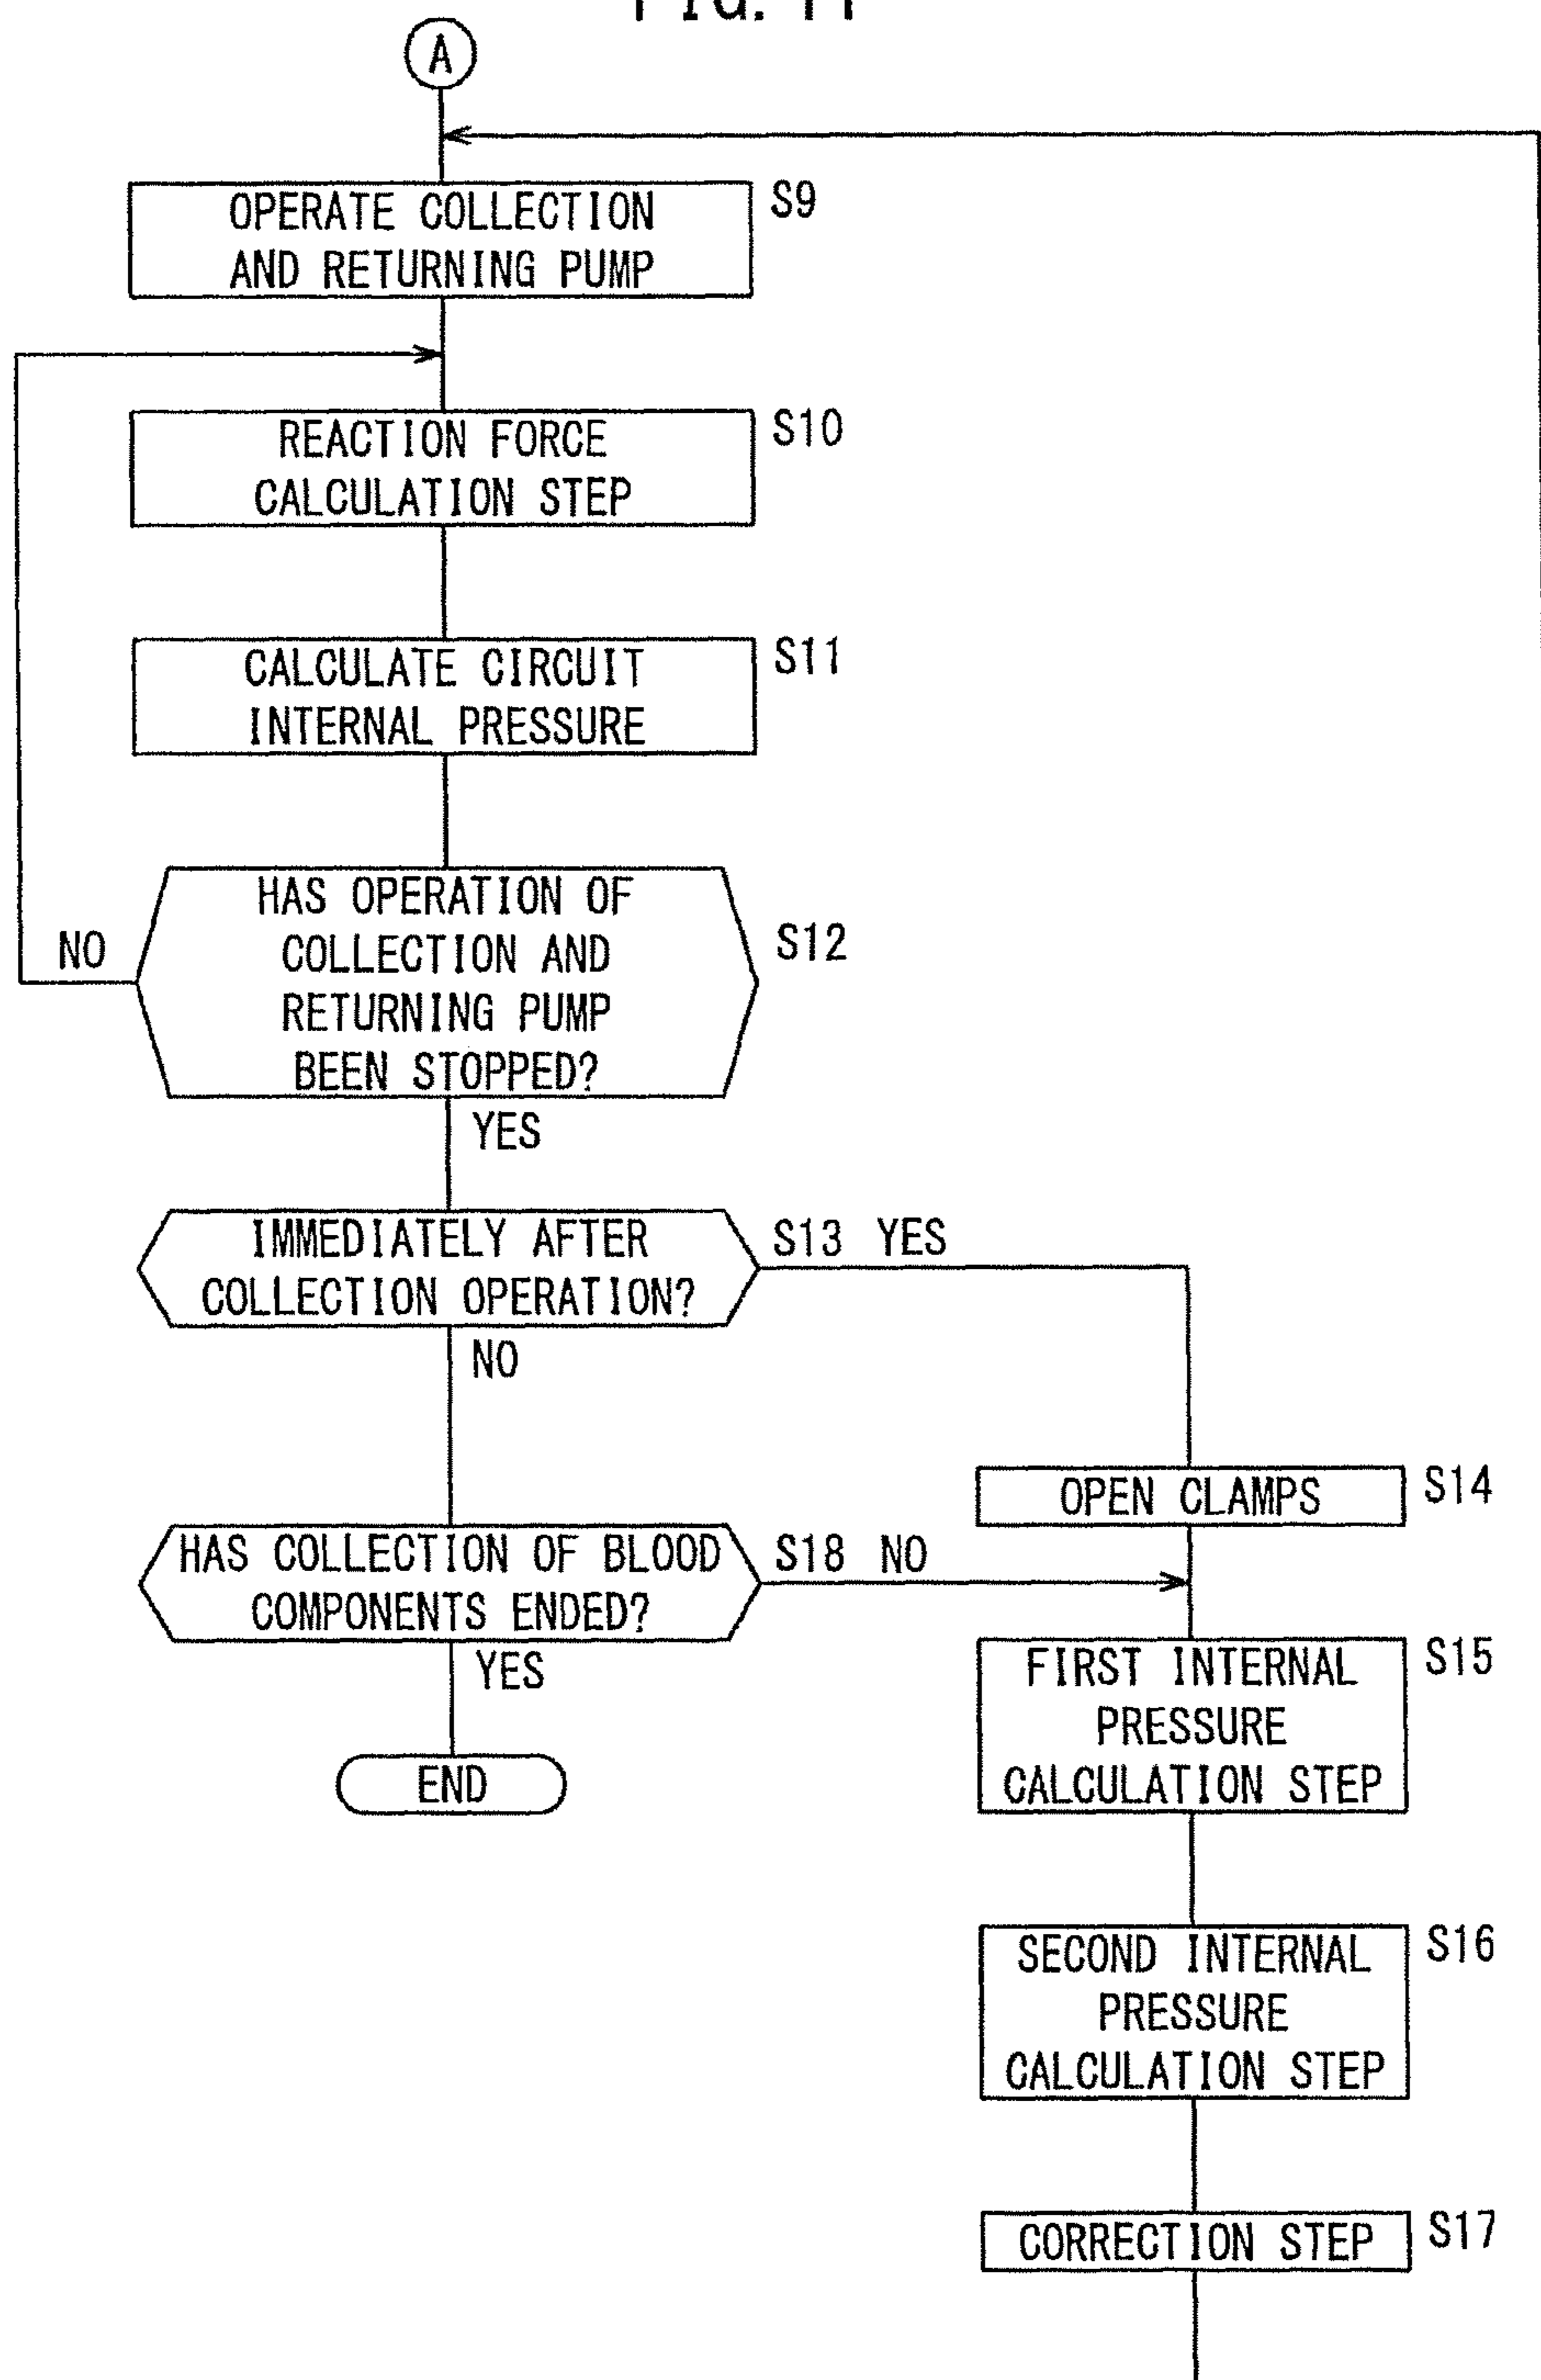 A
OPERATE COLLECTION
AND RETURNING PUMP
S9
REACTION FORCE
CALCULATION STEP
S10
CALCULATE CIRCUIT
INTERNAL PRESSURE
S11
HAS OPERATION OF
COLLECTION AND
RETURNING PUMP
BEEN STOPPED?
S12
NO
YES
IMMEDIATELY AFTER
COLLECTION OPERATION?
S13 YES
NO
OPEN CLAMPS
S14
HAS COLLECTION OF BLOOD
COMPONENTS ENDED?
S18 NO
YES
END
FIRST INTERNAL
PRESSURE
CALCULATION STEP
S15
SECOND INTERNAL
PRESSURE
CALCULATION STEP
S16
CORRECTION STEP
S17